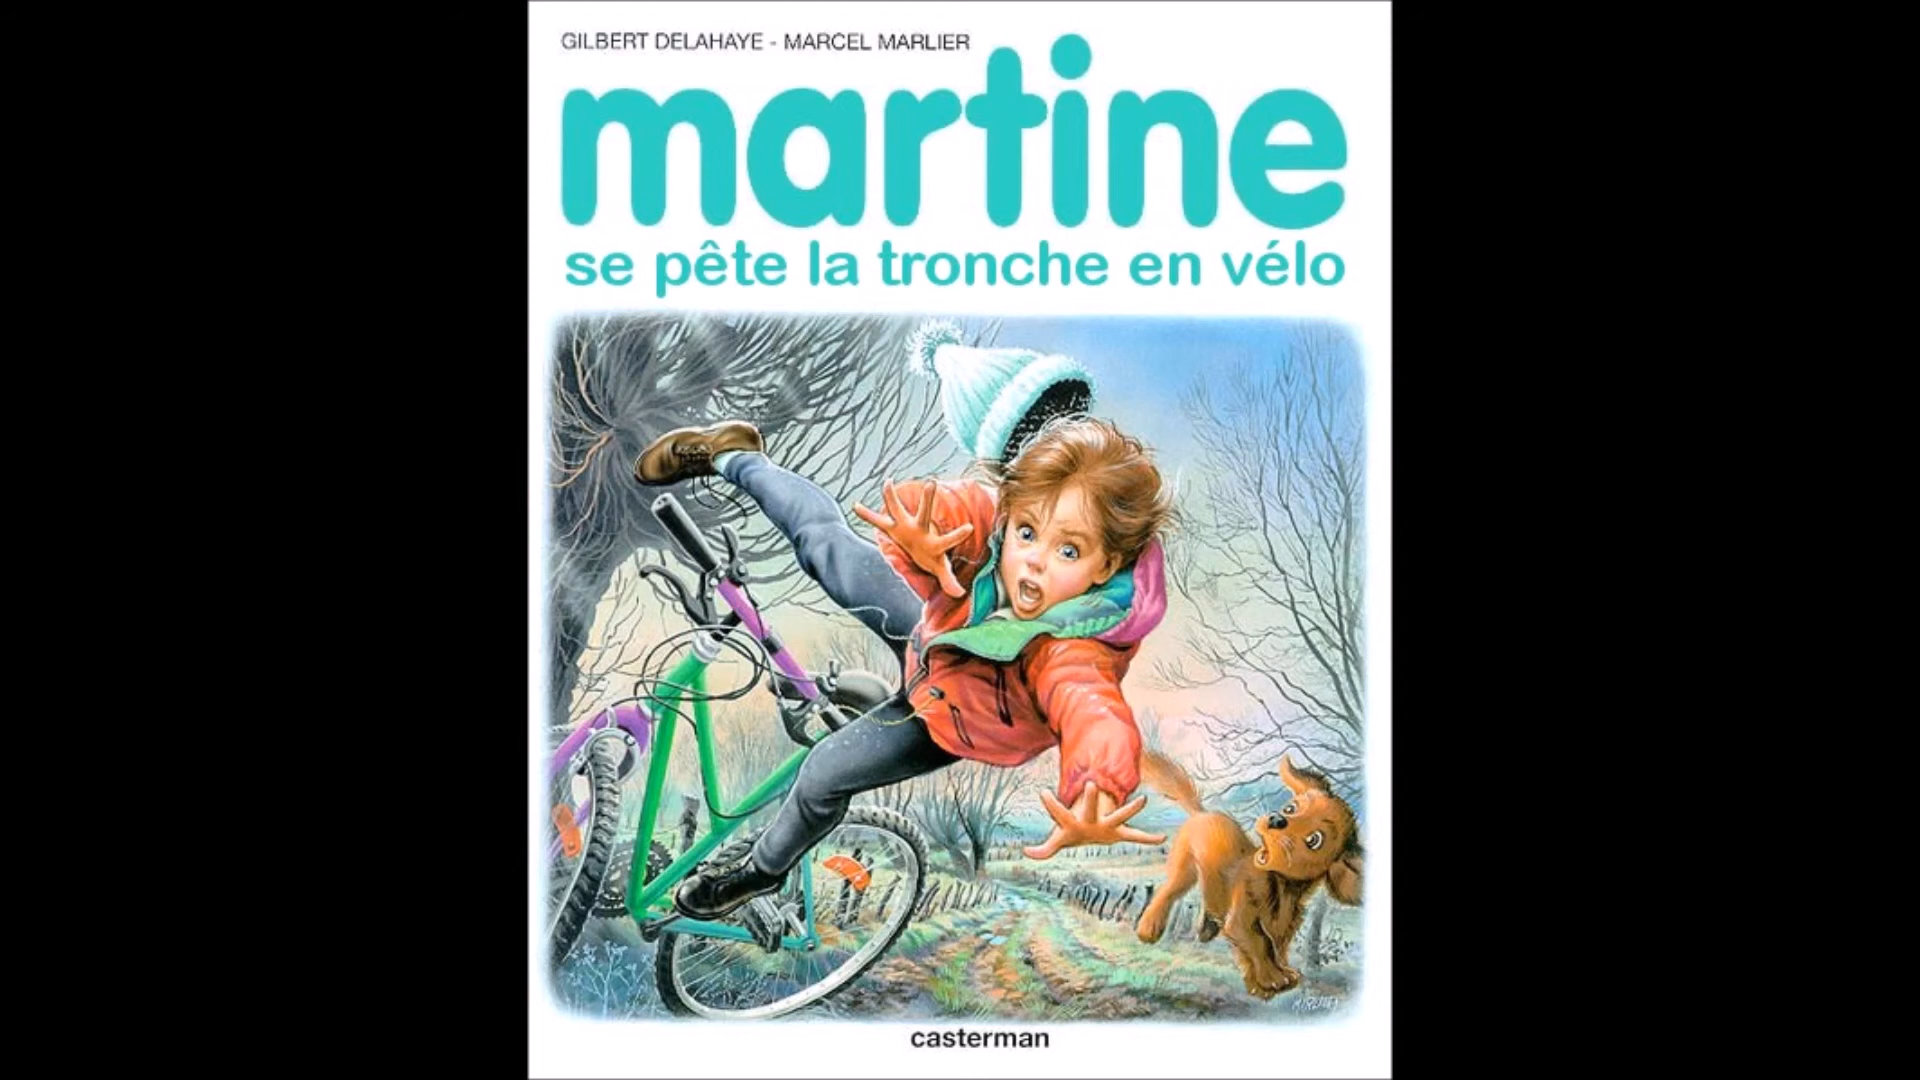 GILBERT DELAHAYE - MARCEL MARLIER
martine
se pête la tronche en vélo
casterman